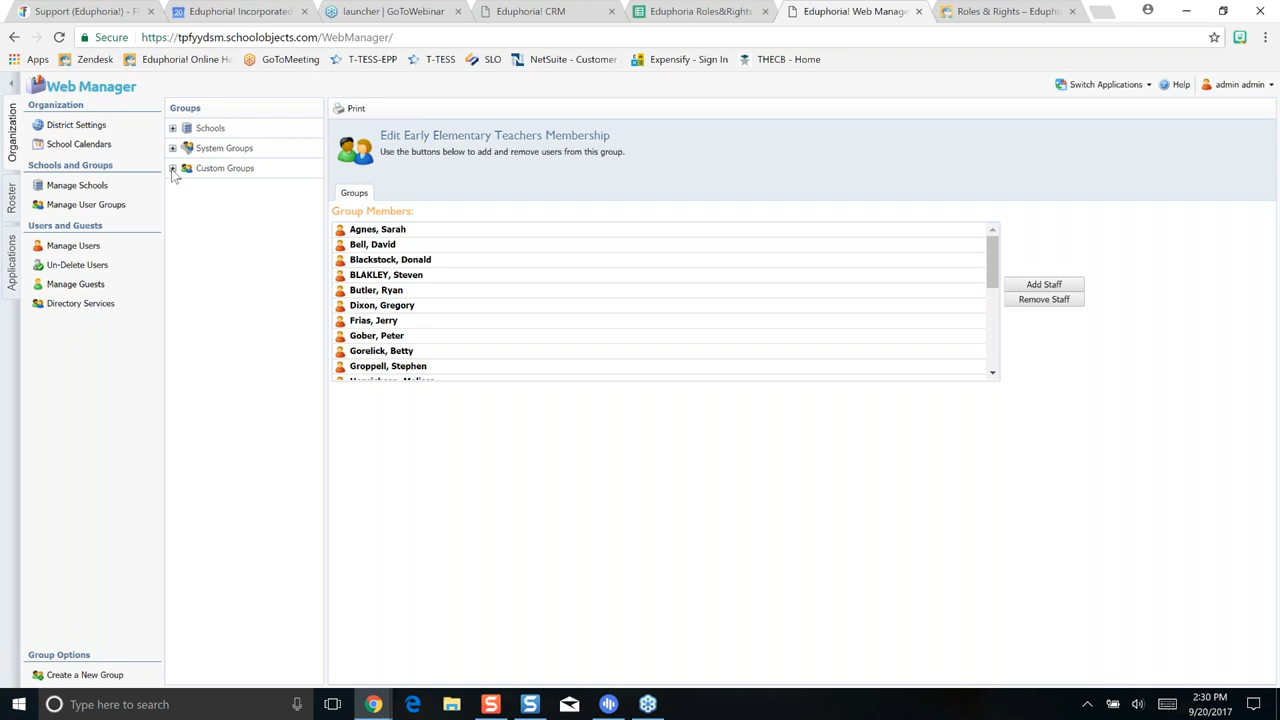 Support (Eduphoria!) - Fi
Eduphoria! Incorporated
launcher | GoToWebinar
Eduphoria! CRM
Eduphoria Roles&Rights
Eduphoria! Web Manage
Roles & Rights – Edupho
Secure
https://tpfyydsm.schoolobjects.com/WebManager/
Apps
Zendesk
Eduphoria! Online He
GoToMeeting
T-TESS-EPP
T-TESS
SLO
NetSuite - Customer
Expensify - Sign In
THECB - Home
Web Manager
Switch Applications
Help
admin admin
Organization
Roster
Applications
Organization
District Settings
School Calendars
Schools and Groups
Manage Schools
Manage User Groups
Users and Guests
Manage Users
Un-Delete Users
Manage Guests
Directory Services
Group Options
Create a New Group
Groups
Schools
System Groups
Custom Groups
Print
Edit Early Elementary Teachers Membership
Use the buttons below to add and remove users from this group.
Groups
Group Members:
Agnes, Sarah
Bell, David
Blackstock, Donald
BLAKLEY, Steven
Butler, Ryan
Dixon, Gregory
Frias, Jerry
Gober, Peter
Gorelick, Betty
Groppell, Stephen
Add Staff
Remove Staff
Type here to search
2:30 PM
9/20/2017